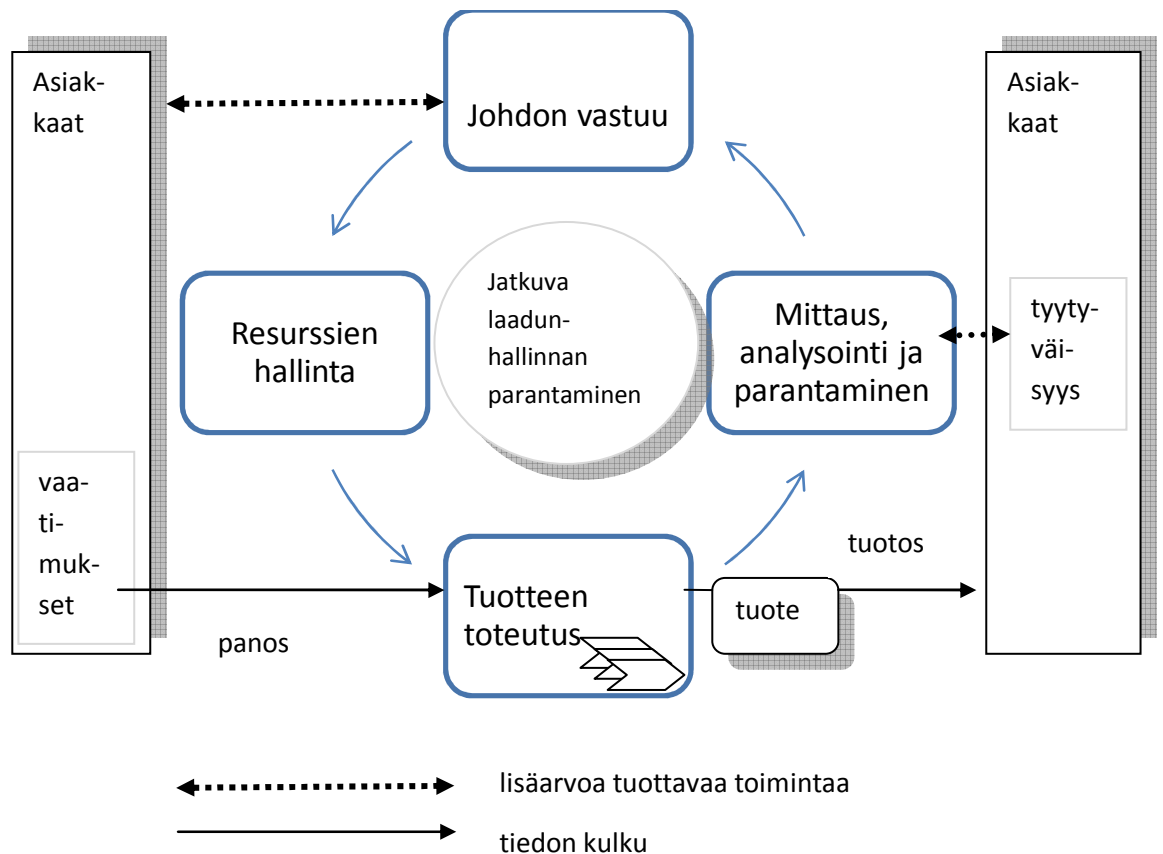 Asiak-
kaat
Johdon vastuu
Asiak-
kaat
Resurssien
hallinta
Jatkuva
laadun-
hallinnan
parantaminen
Mittaus,
analysointi ja
parantaminen
tyyty-
väi-
syys
vaa-
ti-
muk-
set
panos
Tuotteen
toteutus
tuote
tuotos
lisäarvoa tuottavaa toimintaa
tiedon kulku